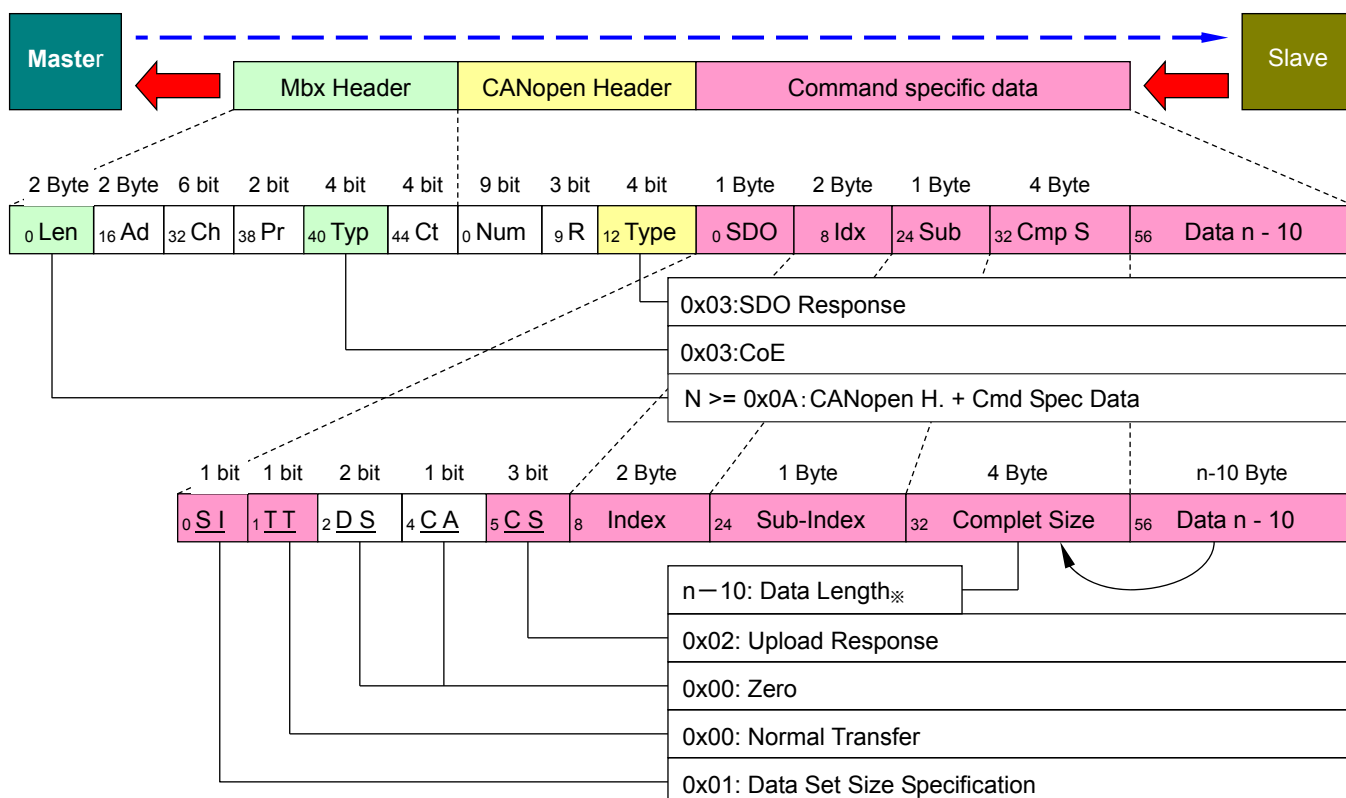 Master
Slave
Mbx Header CANopen Header Command specific data
2 Byte 2 Byte 6 bit 2 bit 4 bit 4 bit 9 bit 3 bit 4 bit 1 Byte 2 Byte 1 Byte 4 Byte
0 Len 16 Ad 32 Ch 38 Pr 40 Typ 44 Ct 0 Num 9 R 12 Type 0 SDO 8 Idx 24 Sub 32 Cmp S 56 Data n - 10
0x03:SDO Response
0x03:CoE
N >= 0x0A: CANopen H. + Cmd Spec Data
1 bit 1 bit 2 bit 1 bit 3 bit 2 Byte 1 Byte 4 Byte n-10 Byte
0 S I 1 T T 2 D S 4 C A 5 C S 8 Index 24 Sub-Index 32 Complet Size 56 Data n - 10
n－10: Data Length※
0x02: Upload Response
0x00: Zero
0x00: Normal Transfer
0x01: Data Set Size Specification